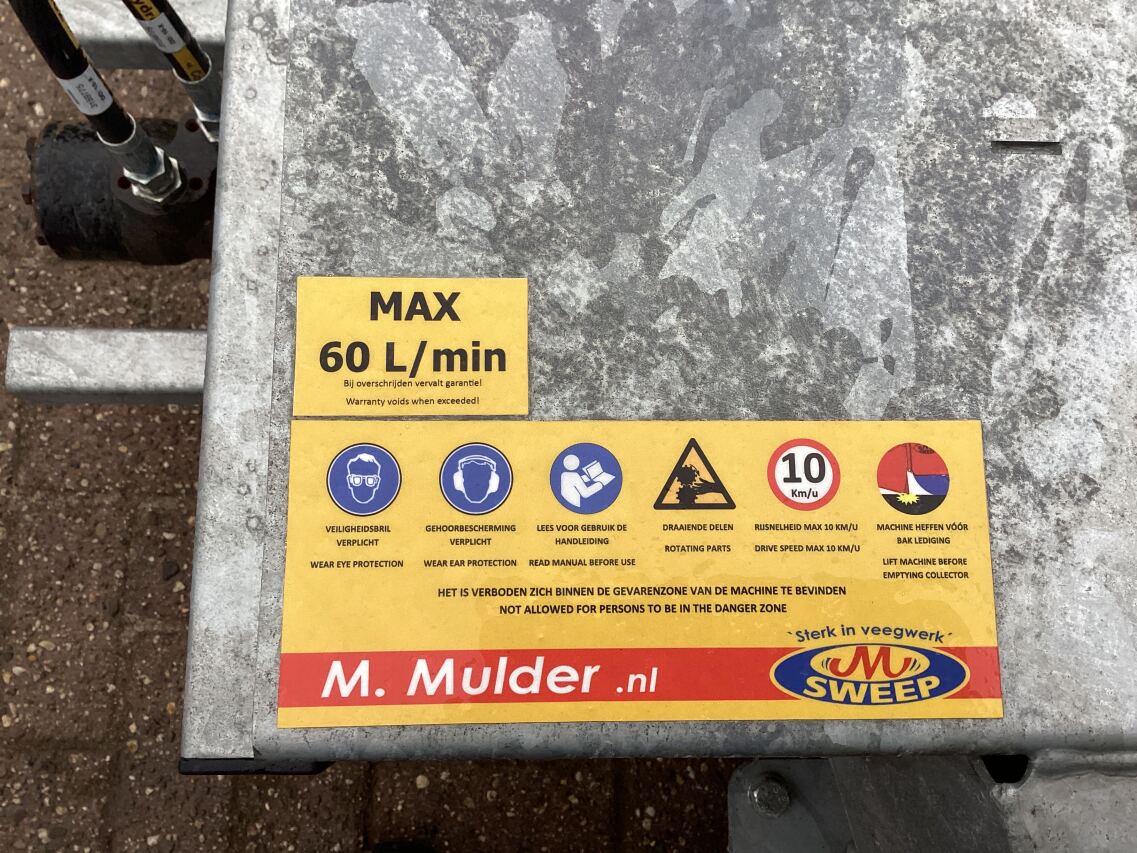 MAX
60 L/min
Bij overschrijden vervalt garantie!
Warranty voids when exceeded!
10
Km/u
VEILIGHEIDSBRIL
VERPLICHT
WEAR EYE PROTECTION
GEHOORBESCHERMING
VERPLICHT
WEAR EAR PROTECTION
LEES VOOR GEBRUIK DE
HANDLEIDING
READ MANUAL BEFORE USE
DRAAIENDE DELEN
ROTATING PARTS
RIJSNELHEID MAX 10 KM/U
DRIVE SPEED MAX 10 KM/U
MACHINE HEFFEN VÓÓR
BAK LEDIGING
LIFT MACHINE BEFORE
EMPTYING COLLECTOR
HET IS VERBODEN ZICH BINNEN DE GEVARENZONE VAN DE MACHINE TE BEVINDEN
NOT ALLOWED FOR PERSONS TO BE IN THE DANGER ZONE
`Sterk in veegwerk´
M. Mulder .nl
M
SWEEP